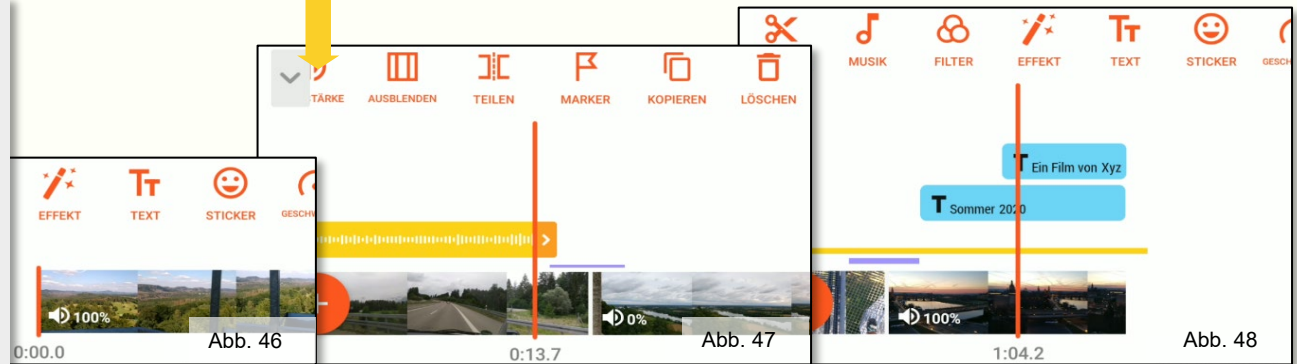 EFFEKT TEXT STICKER GESCH
100%
0:00.0
Abb. 46
TÄRKE AUSBLENDEN TEILEN MARKER KOPIEREN LÖSCHEN
0%
0:13.7
Abb. 47
MUSIK FILTER EFFEKT TEXT STICKER GESCH
T Ein Film von Xyz
T Sommer 2020
100%
1:04.2
Abb. 48